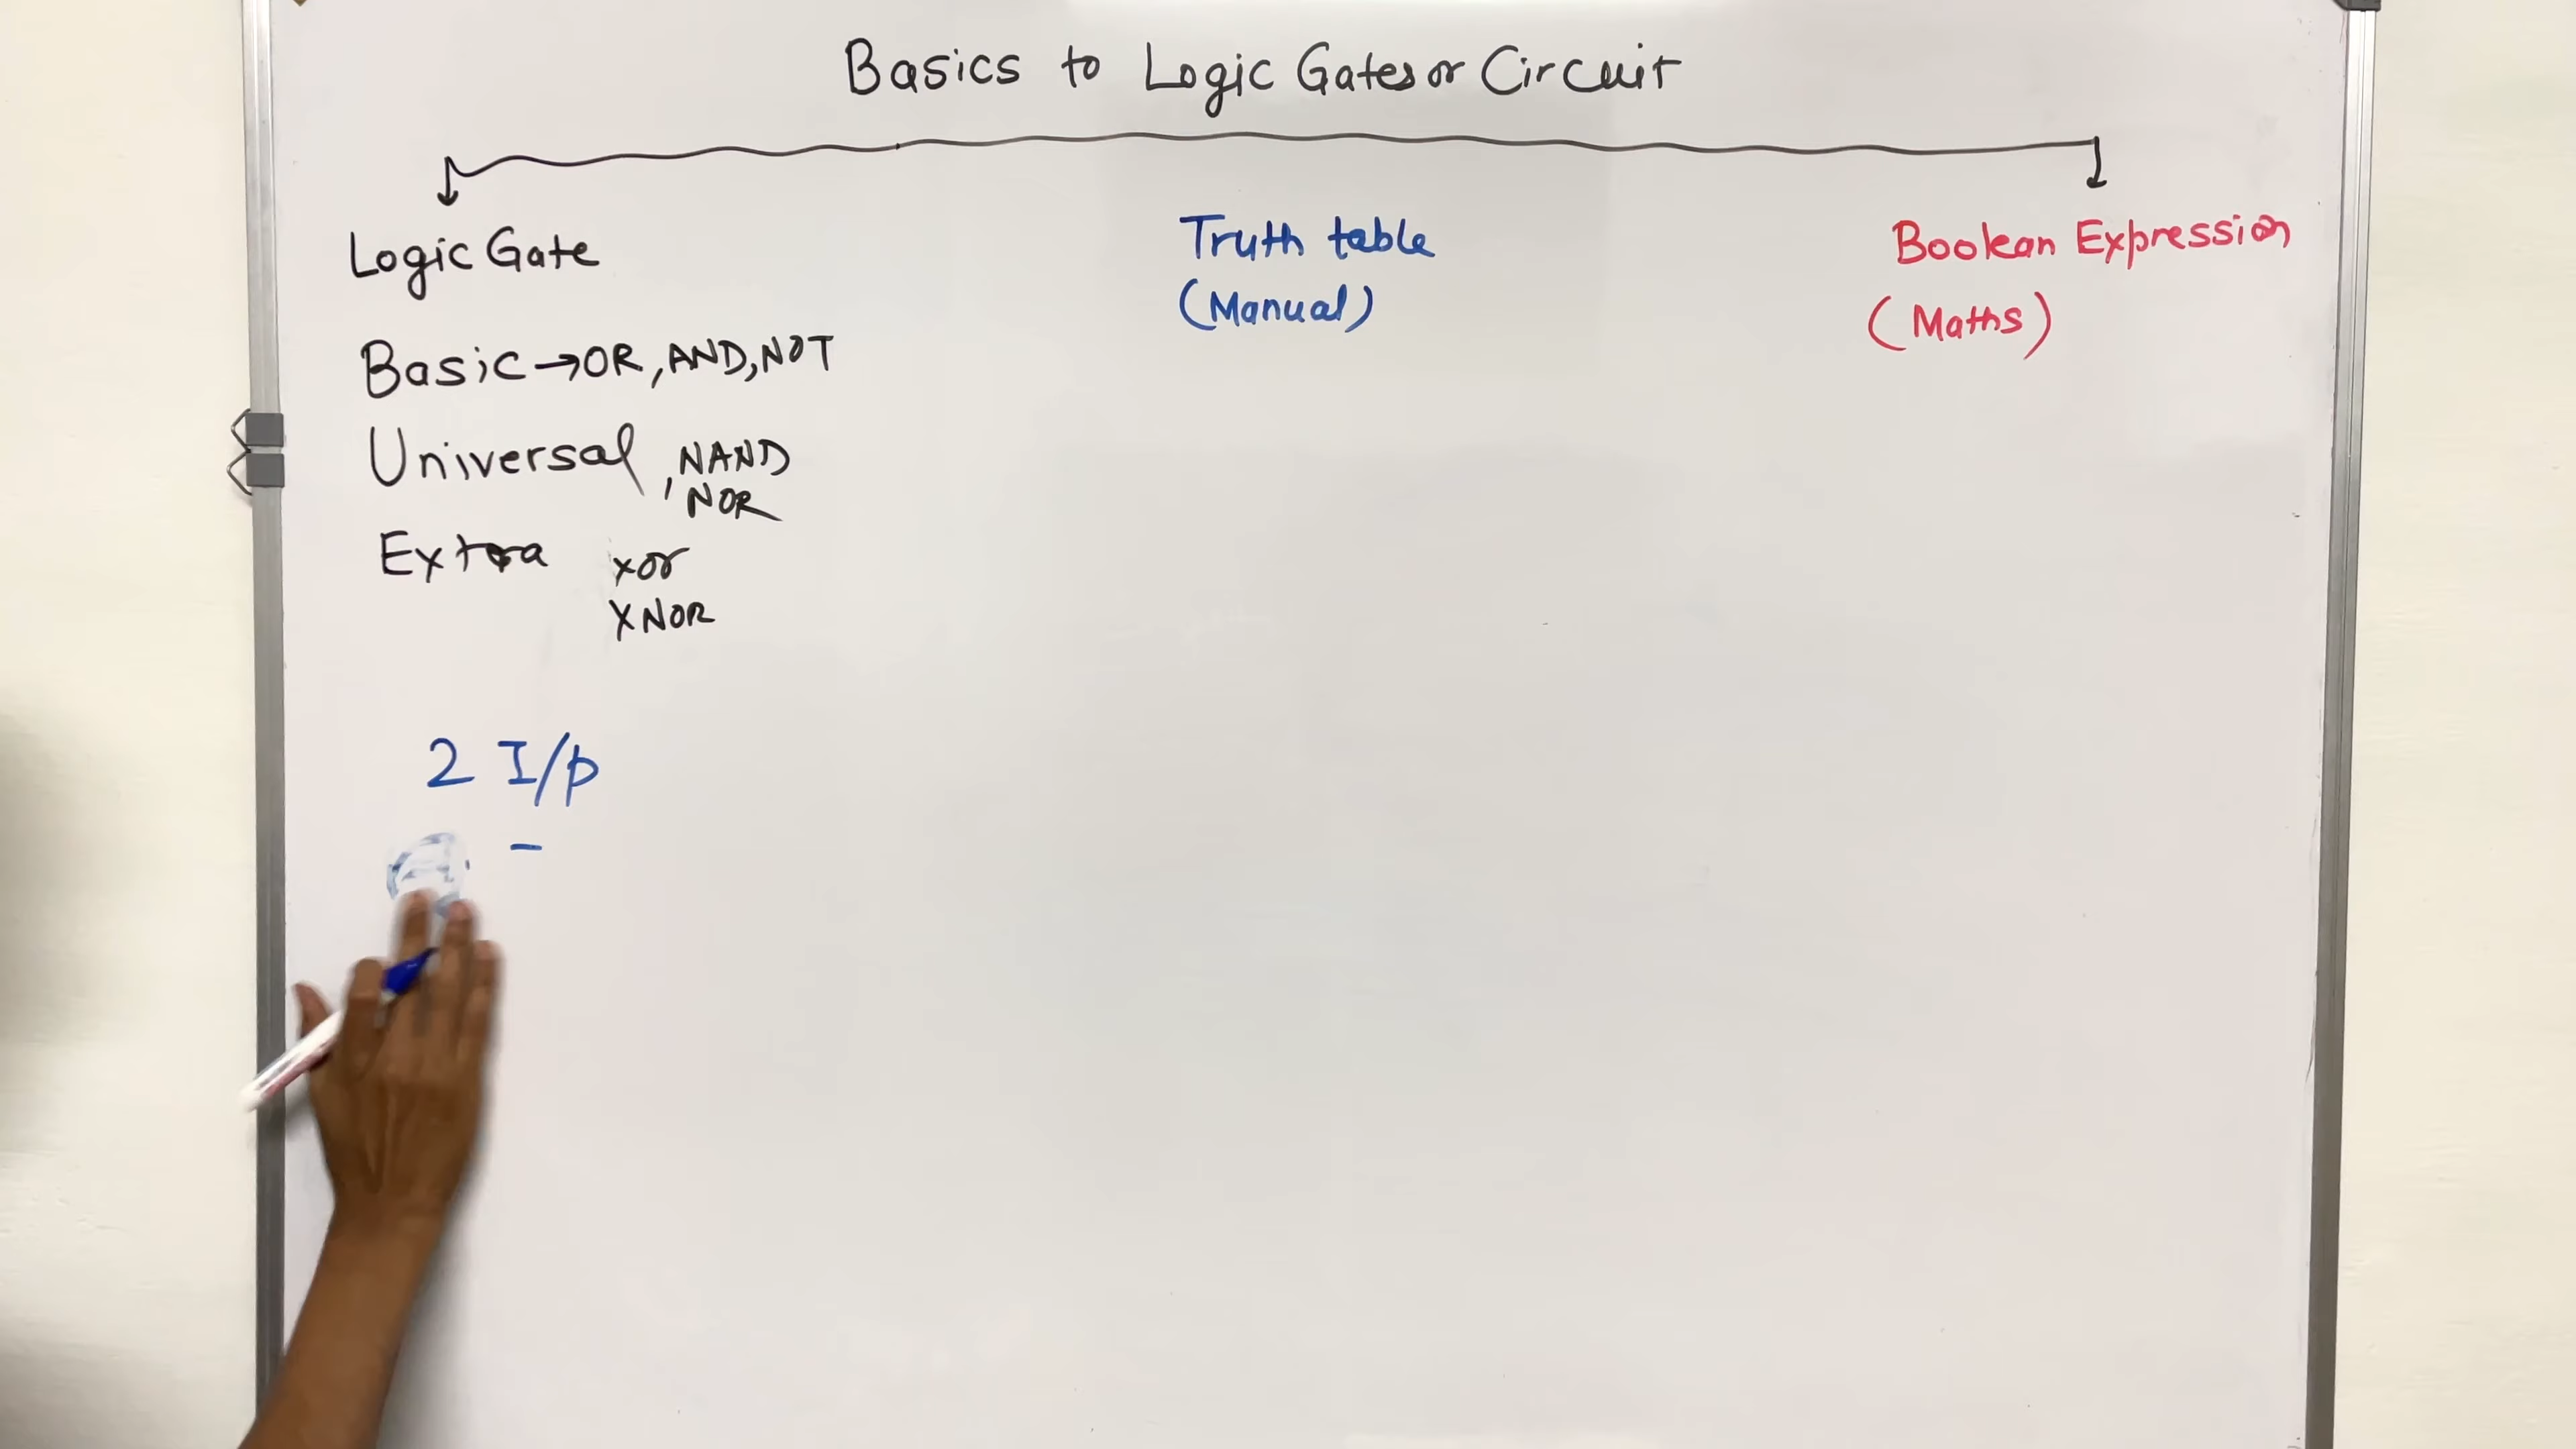 Basics to Logic Gates or Circuit
Logic Gate
Basic → OR, AND, NOT
Universal, NAND
, NOR
Extra xor
XNOR
2 I/p
-
Truth table
(Manual)
Boolean Expression
(Maths)